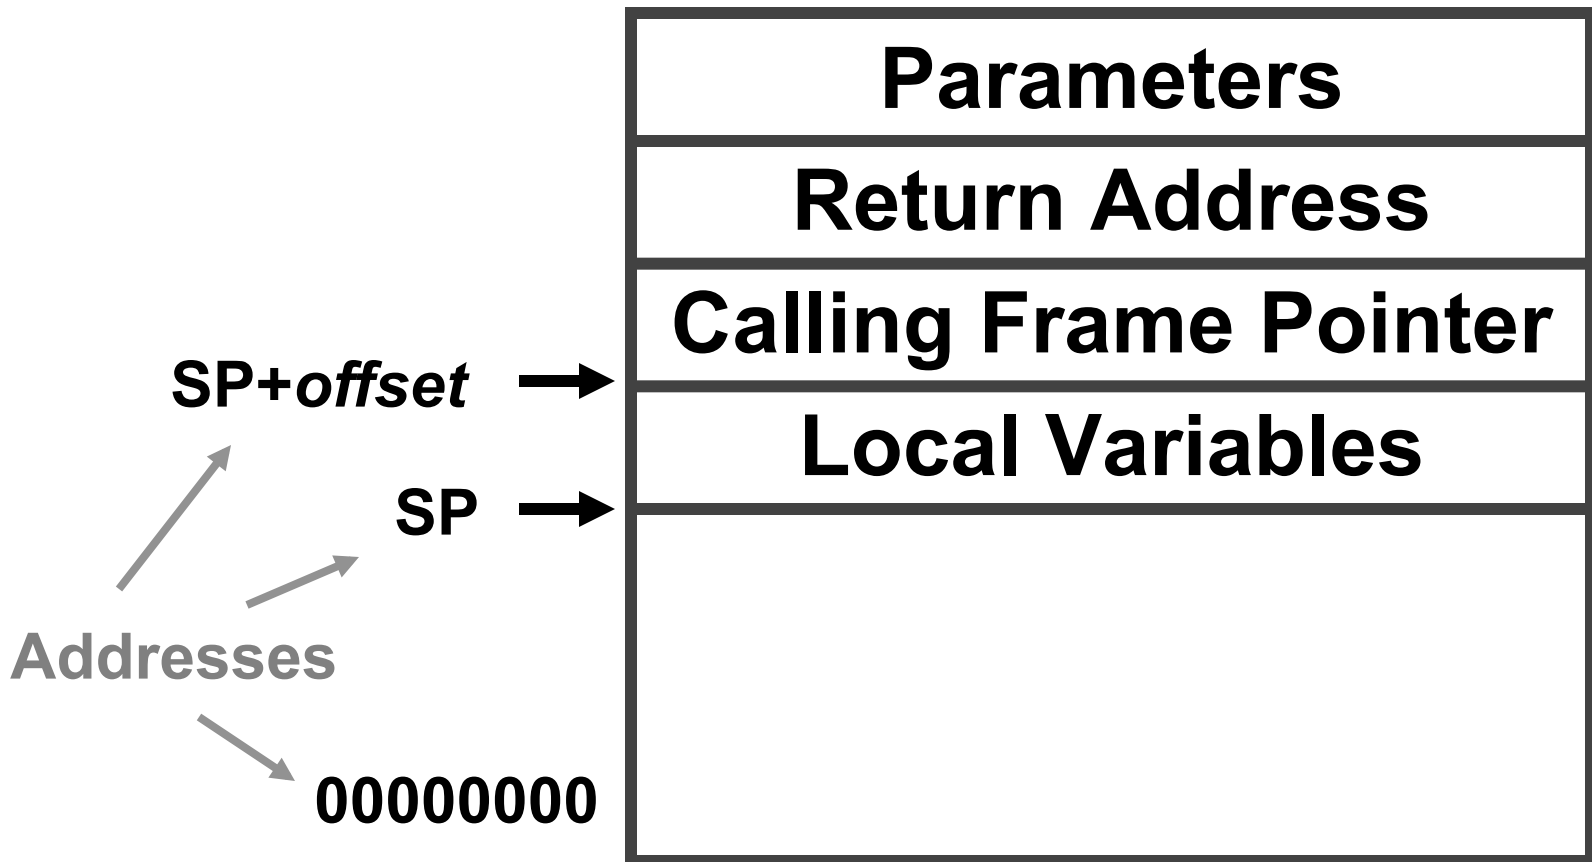 Parameters
Return Address
Calling Frame Pointer
SP+offset
Local Variables
SP
Addresses
00000000